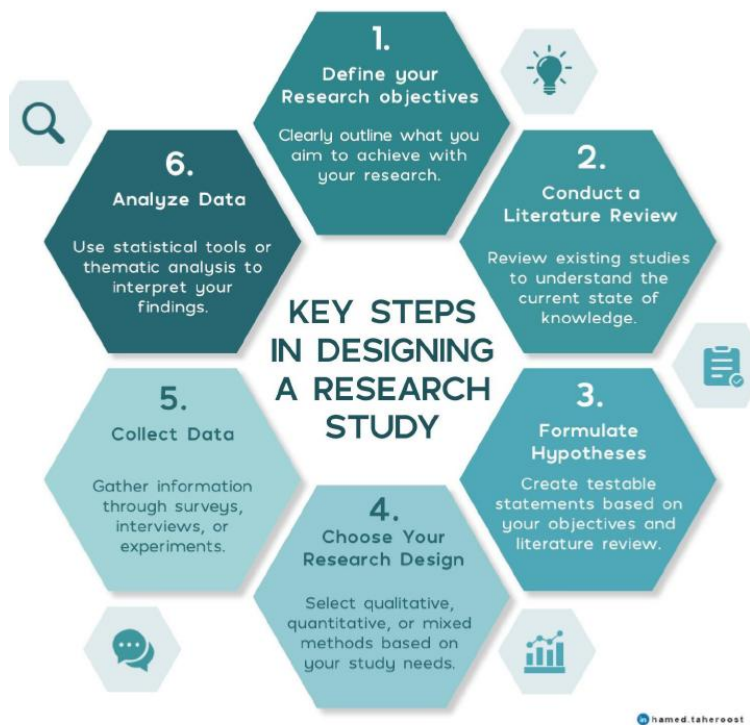 1.
Define your
Research objectives
Clearly outline what you
aim to achieve with
your research.
2.
Conduct a
Literature Review
Review existing studies
to understand the
current state of
knowledge.
3.
Formulate
Hypotheses
Create testable
statements based on
your objectives and
literature review.
4.
Choose Your
Research Design
Select qualitative,
quantitative, or mixed
methods based on
your study needs.
5.
Collect Data
Gather information
through surveys,
interviews, or
experiments.
6.
Analyze Data
Use statistical tools or
thematic analysis to
interpret your
findings.
KEY STEPS
IN DESIGNING
A RESEARCH
STUDY
in hamed.taheroost